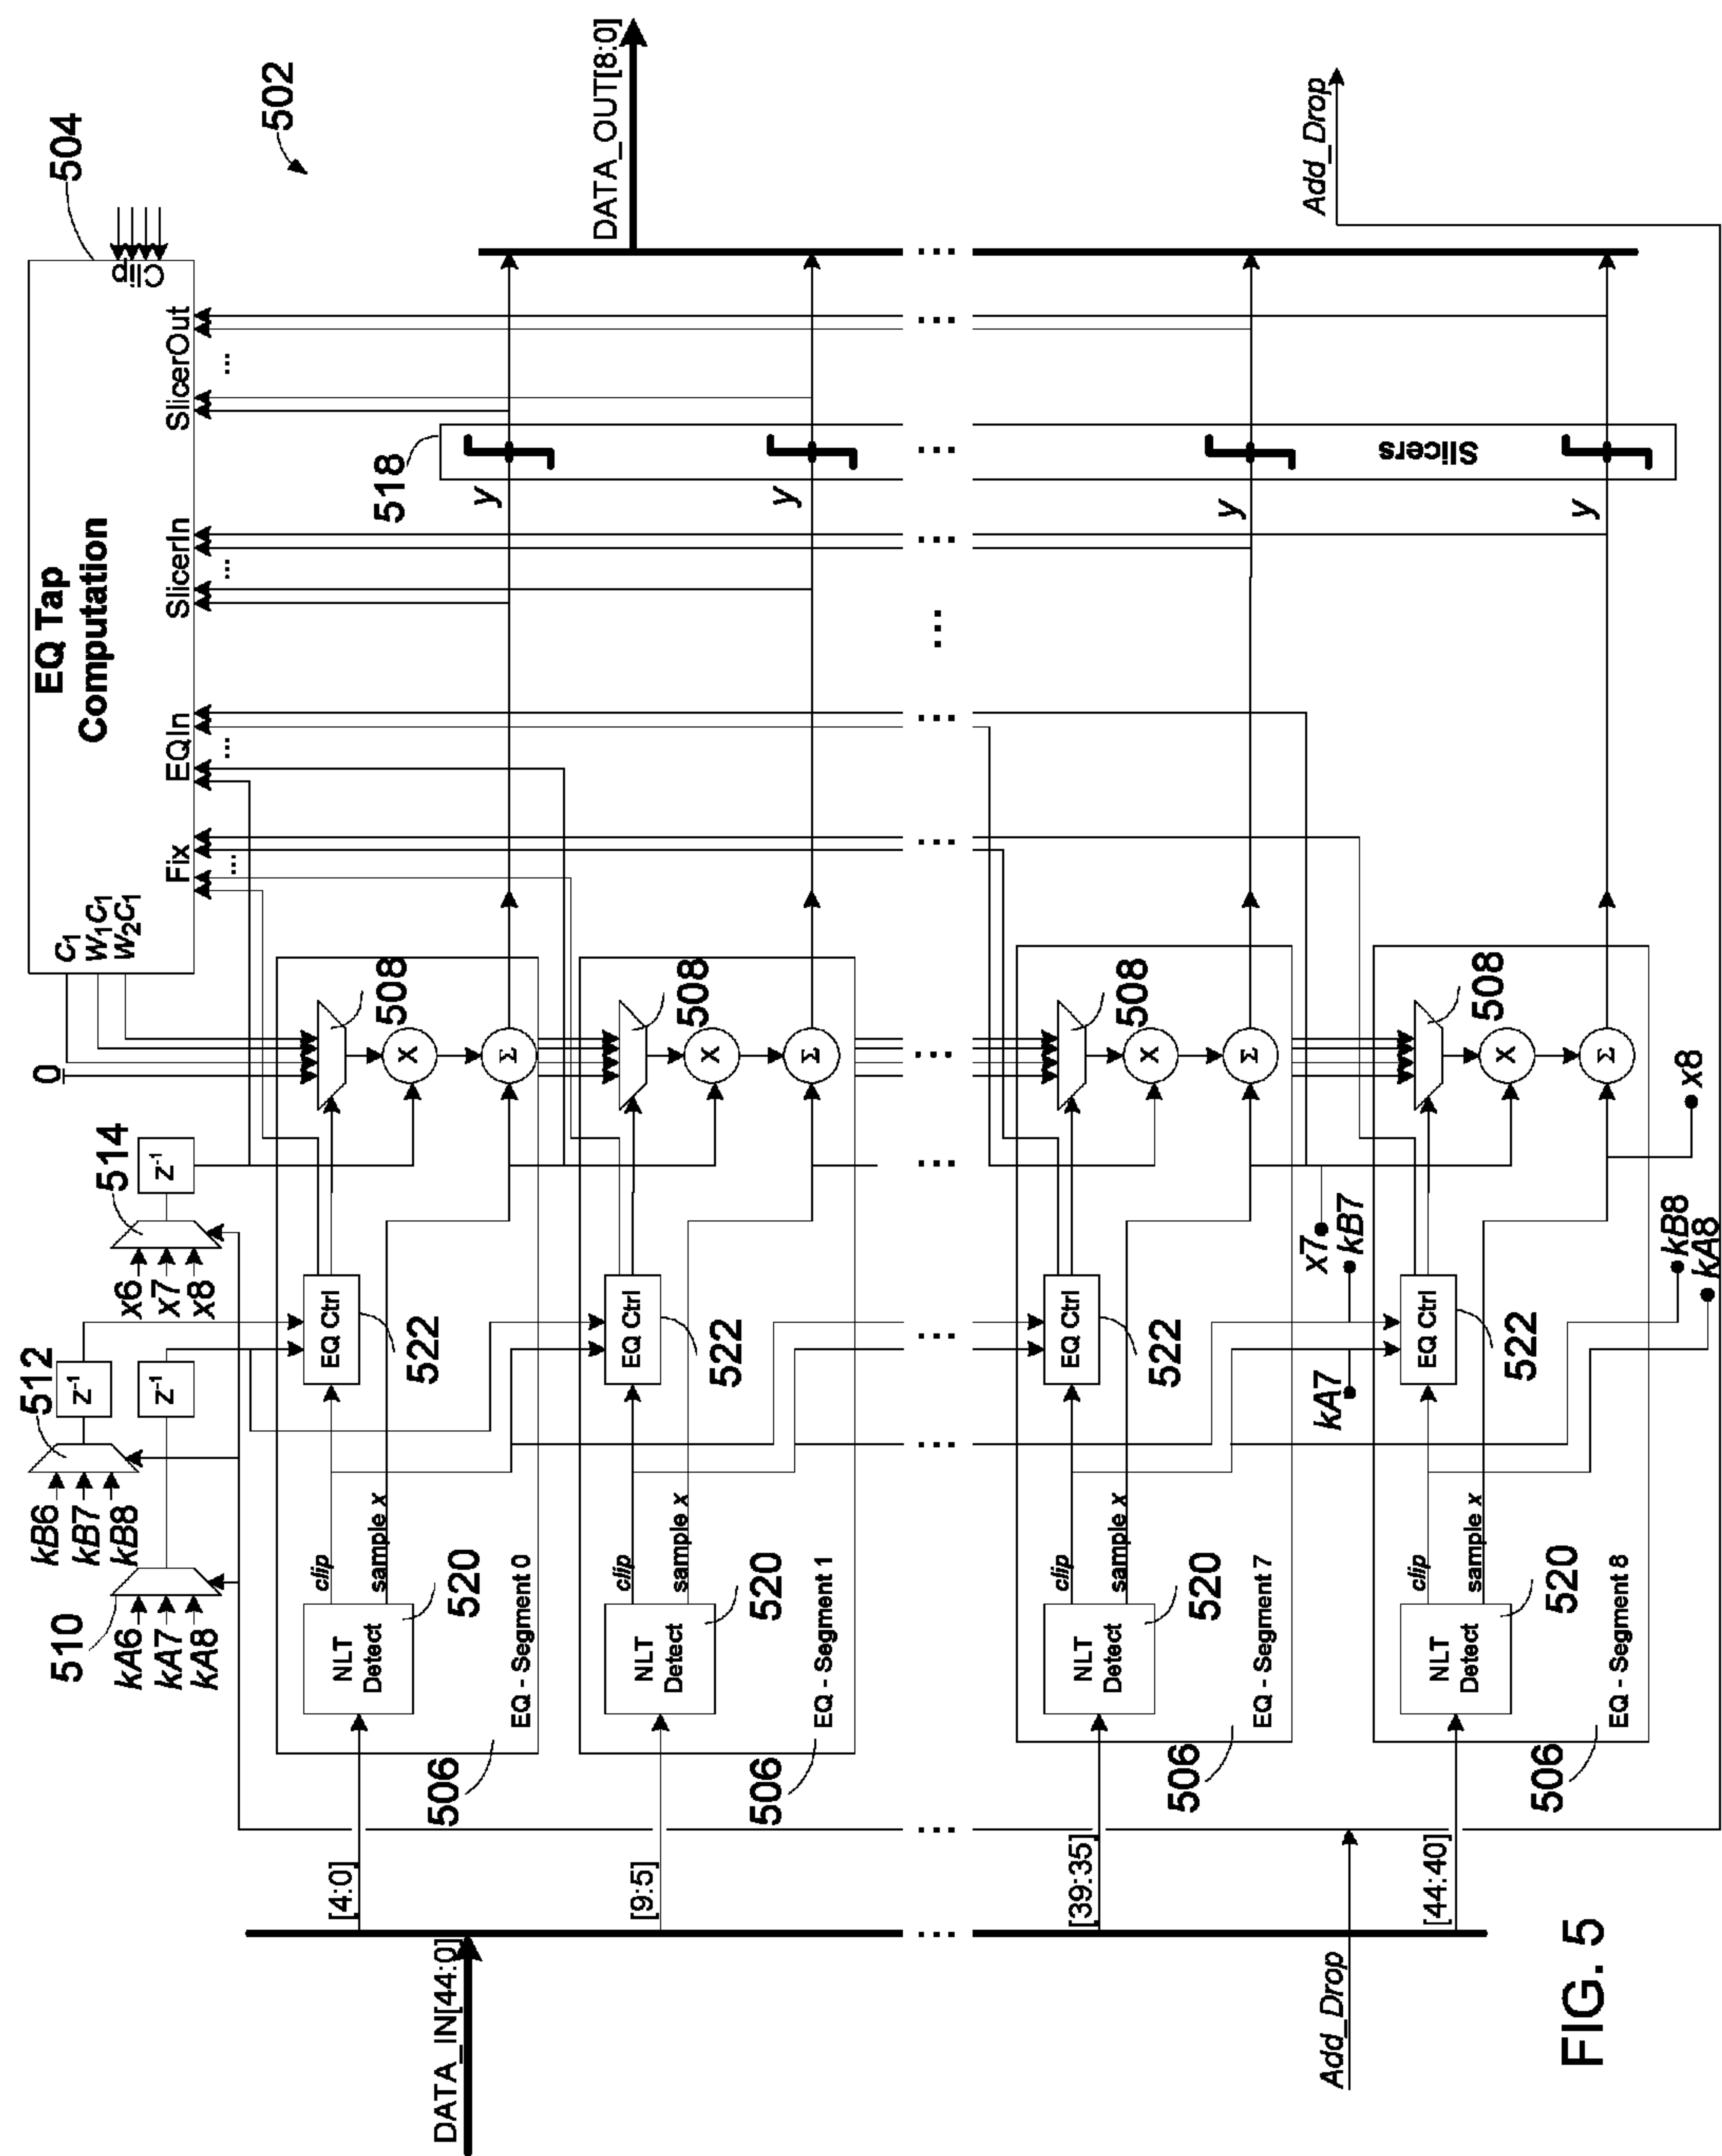 502
504
EQ Tap
Computation
Clip
C1
W1C1
W2C1
Fix
...
EQIn
...
SlicerIn
...
SlicerOut
...
0
514
x6
x7
x8
Z-1
512
kB6
kB7
kB8
Z-1
510
kA6
kA7
kA8
Z-1
DATA_IN[44:0]
[4:0]
506
NLT
Detect
520
clip
sample x
EQ - Segment 0
EQ Ctrl
522
508
X
Σ
518
y
DATA_OUT[8:0]
[9:5]
506
NLT
Detect
520
clip
sample x
EQ - Segment 1
EQ Ctrl
522
508
X
Σ
y
... ... ... ... ... ... ... ... ... ... ...
[39:35]
506
NLT
Detect
520
clip
sample x
EQ - Segment 7
EQ Ctrl
522
508
X
Σ
y
Slicers
kA7
kB7
x7
Add_Drop
Add_Drop
[44:40]
506
NLT
Detect
520
clip
sample x
EQ - Segment 8
EQ Ctrl
522
508
X
Σ
y
kB8
kA8
x8
FIG. 5